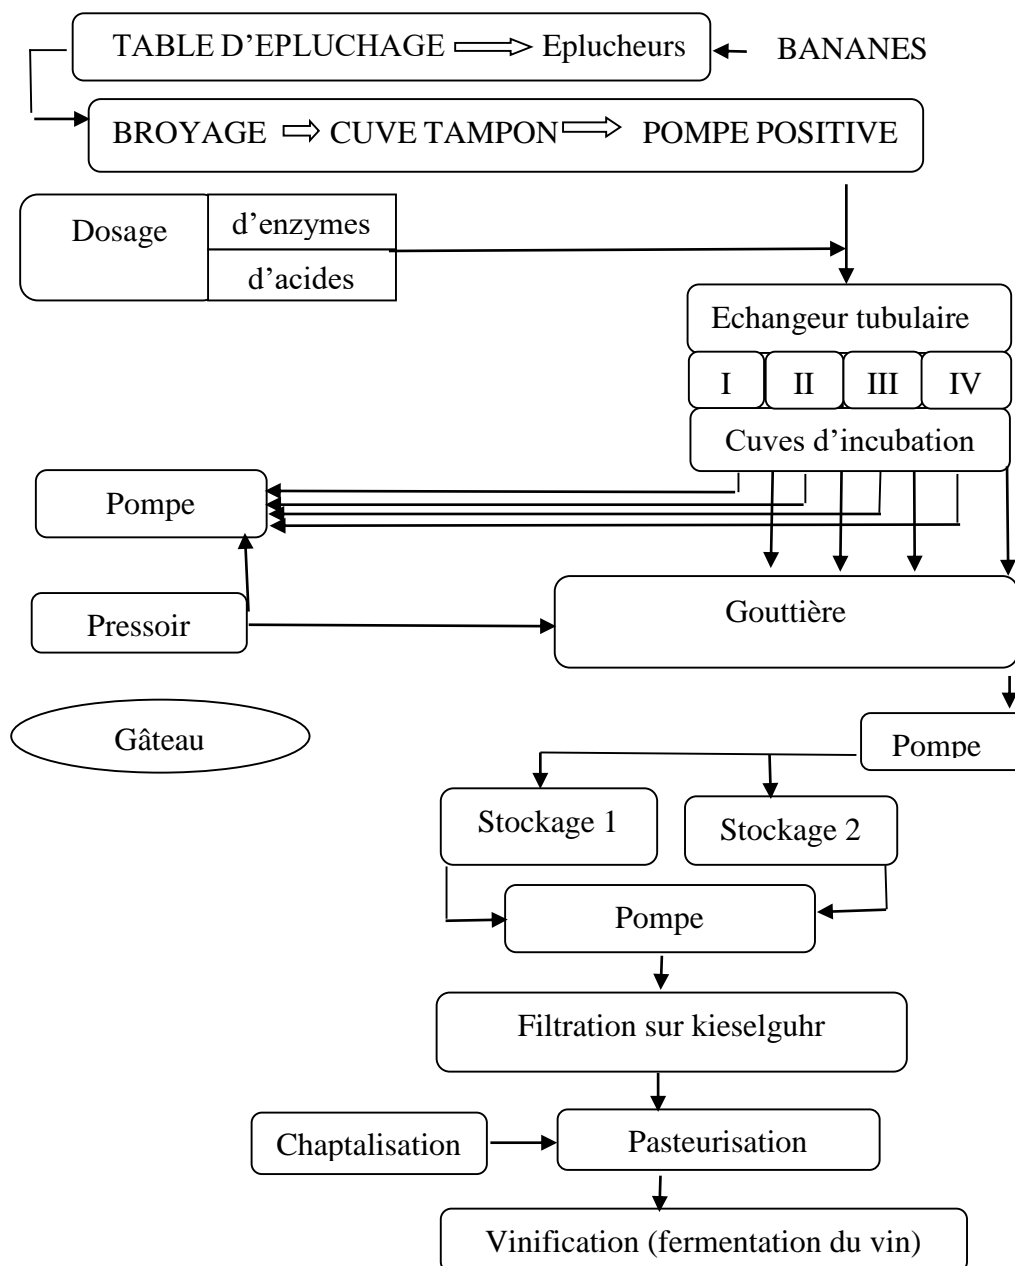 TABLE D’EPLUCHAGE Eplucheurs BANANES
BROYAGE CUVE TAMPON POMPE POSITIVE
Dosage d’enzymes
d’acides
Echangeur tubulaire
I II III IV
Cuves d’incubation
Pompe
Pressoir
Gouttière
Gâteau
Pompe
Stockage 1
Stockage 2
Pompe
Filtration sur kieselguhr
Chaptalisation
Pasteurisation
Vinification (fermentation du vin)